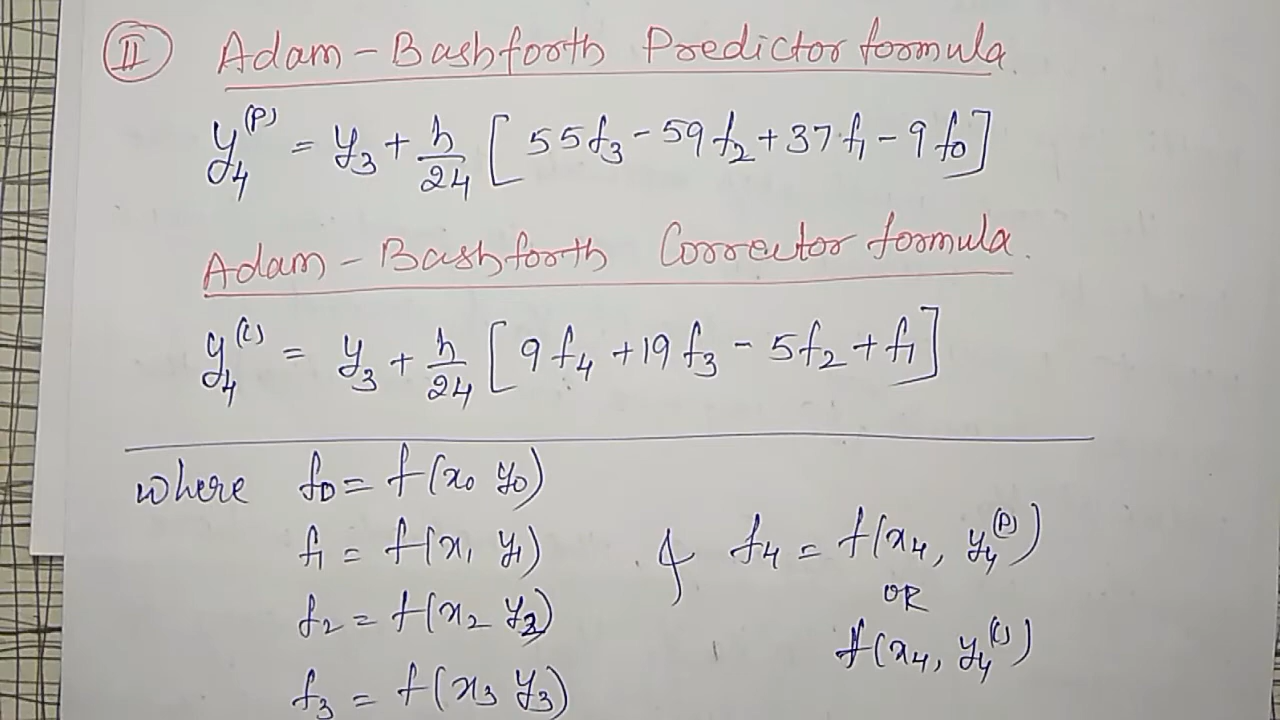 II Adam - Bashforth Predictor formula.
y₄⁽ᴾ⁾ = y₃ + h/24 [ 55f₃ - 59f₂ + 37f₁ - 9f₀ ]
Adam - Bashforth Corrector formula.
y₄⁽ᶜ⁾ = y₃ + h/24 [ 9f₄ + 19f₃ - 5f₂ + f₁ ]
where f₀ = f(x₀ y₀)
f₁ = f(x₁ y₁)
f₂ = f(x₂ y₂)
f₃ = f(x₃ y₃)
& f₄ = f(x₄, y₄⁽ᴾ⁾)
OR
f(x₄, y₄⁽ᶜ⁾)